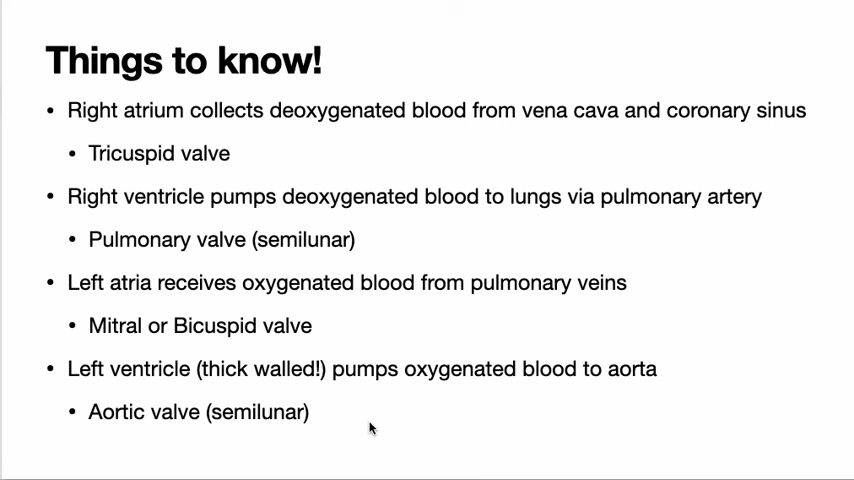 Things to know!
• Right atrium collects deoxygenated blood from vena cava and coronary sinus
• Tricuspid valve
• Right ventricle pumps deoxygenated blood to lungs via pulmonary artery
• Pulmonary valve (semilunar)
• Left atria receives oxygenated blood from pulmonary veins
• Mitral or Bicuspid valve
• Left ventricle (thick walled!) pumps oxygenated blood to aorta
• Aortic valve (semilunar)